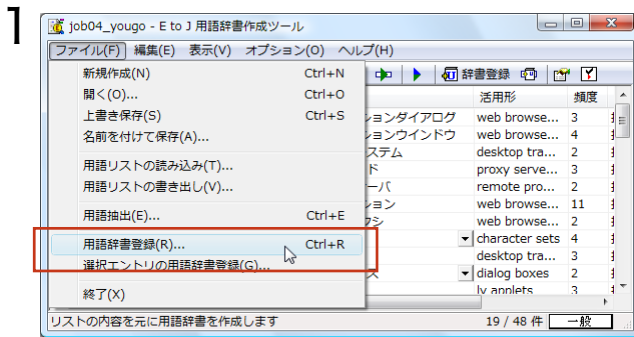 1
job04_yougo - E to J 用語辞書作成ツール
ファイル(F) 編集(E) 表示(V) オプション(O) ヘルプ(H)
新規作成(N) Ctrl+N
辞書登録
開く(O)... Ctrl+O
活用形 頻度
上書き保存(S) Ctrl+S
ションダイアログ web browse... 3
名前を付けて保存(A)...
ションウインドウ web browse... 4
ステム desktop tra... 2
用語リストの読み込み(T)...
ド proxy serve... 3
用語リストの書き出し(V)...
ーバ remote pro... 2
ション web browse... 11
用語抽出(E)... Ctrl+E
web browse... 2
用語辞書登録(R)... Ctrl+R
character sets 4
desktop tra... 3
選択エントリの用語辞書登録(G)...
ス dialog boxes 2
終了(X)
ly applets 3
リストの内容を元に用語辞書を作成します 19 / 48 件 一般